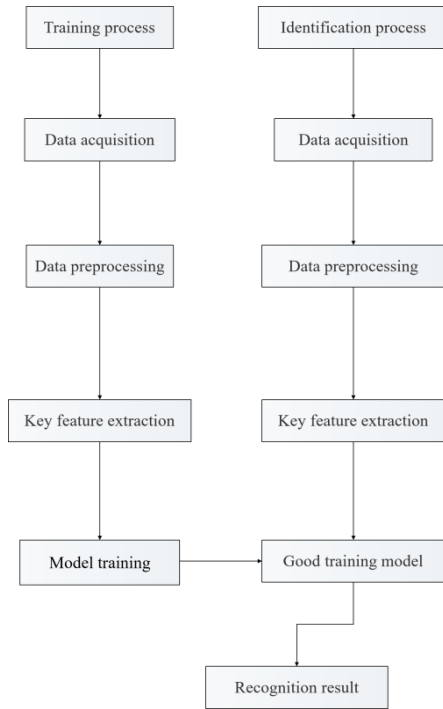 Training process
Identification process
Data acquisition
Data acquisition
Data preprocessing
Data preprocessing
Key feature extraction
Key feature extraction
Model training
Good training model
Recognition result